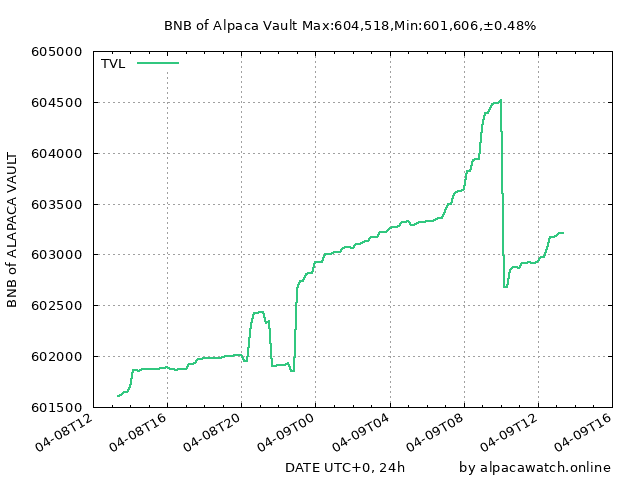 BNB of Alpaca Vault Max:604,518,Min:601,606,±0.48%
605000
TVL
604500
604000
603500
603000
602500
602000
601500
BNB of ALAPACA VAULT
04-08T12
04-08T16
04-08T20
04-09T00
04-09T04
04-09T08
04-09T12
04-09T16
DATE UTC+0, 24h
by alpacawatch.online